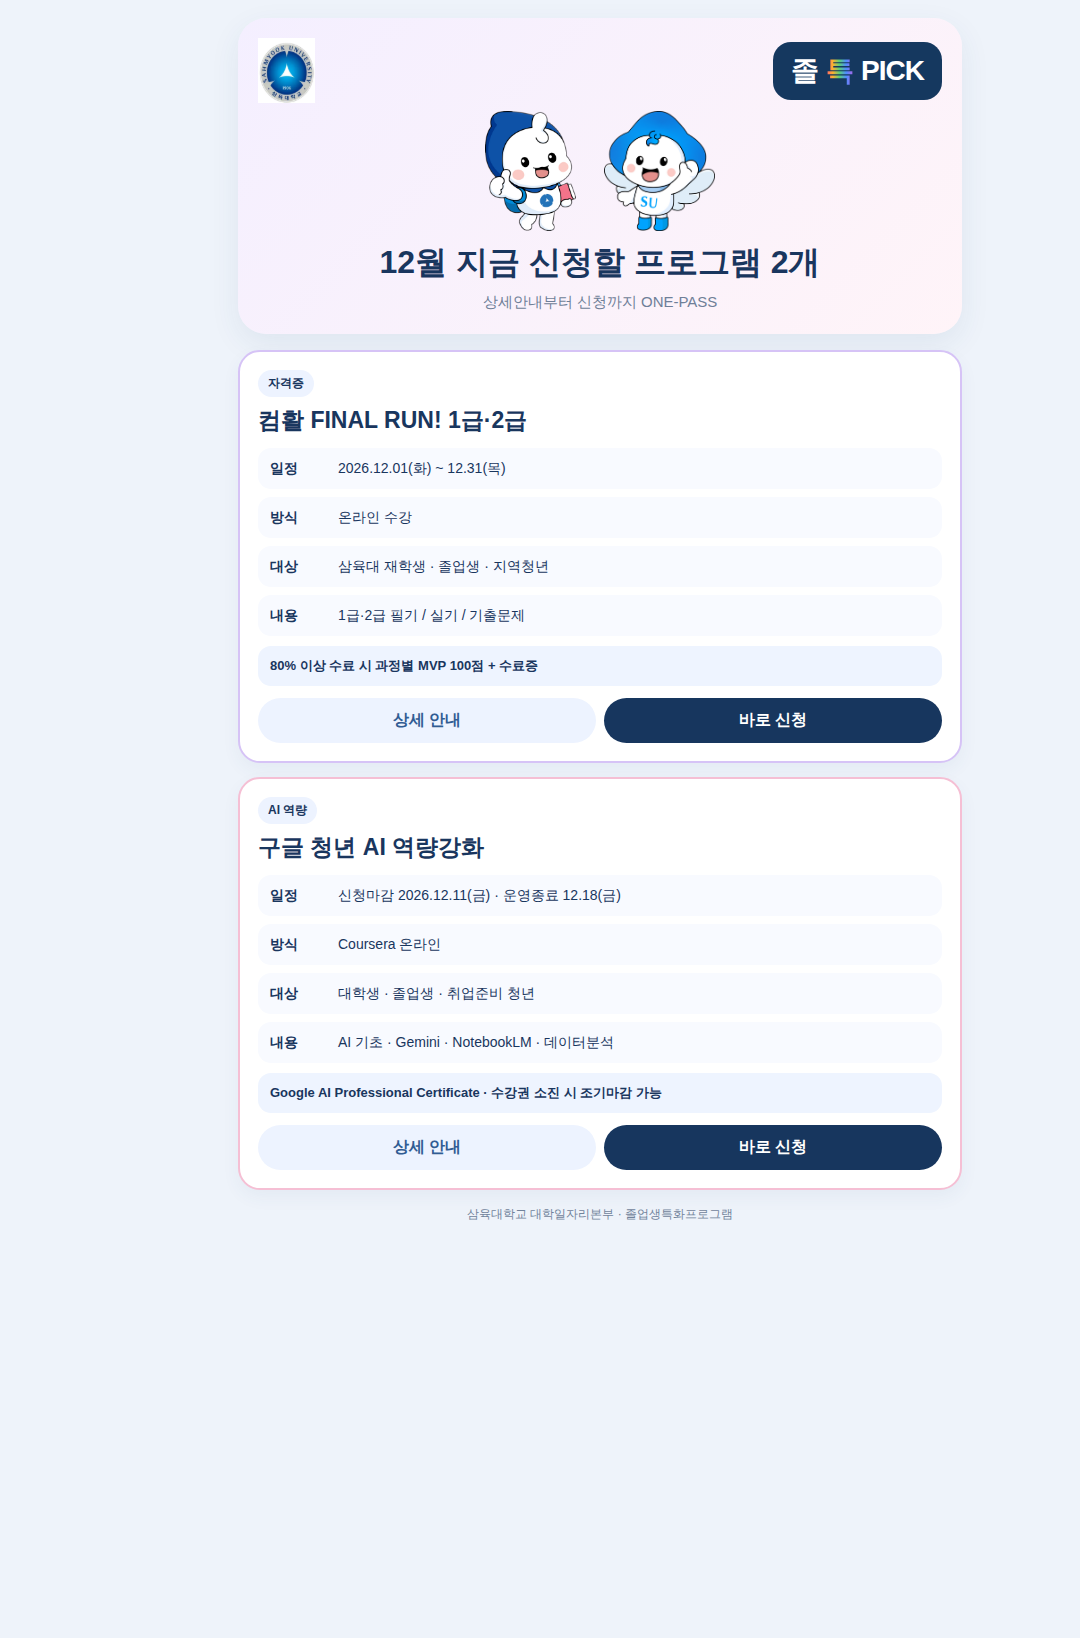 SAHMYOOK UNIVERSITY
삼육대학교
졸 특 PICK
SU
12월 지금 신청할 프로그램 2개
상세안내부터 신청까지 ONE-PASS
자격증
컴활 FINAL RUN! 1급·2급
일정 2026.12.01(화) ~ 12.31(목)
방식 온라인 수강
대상 삼육대 재학생 · 졸업생 · 지역청년
내용 1급·2급 필기 / 실기 / 기출문제
80% 이상 수료 시 과정별 MVP 100점 + 수료증
상세 안내 바로 신청
AI 역량
구글 청년 AI 역량강화
일정 신청마감 2026.12.11(금) · 운영종료 12.18(금)
방식 Coursera 온라인
대상 대학생 · 졸업생 · 취업준비 청년
내용 AI 기초 · Gemini · NotebookLM · 데이터분석
Google AI Professional Certificate · 수강권 소진 시 조기마감 가능
상세 안내 바로 신청
삼육대학교 대학일자리본부 · 졸업생특화프로그램